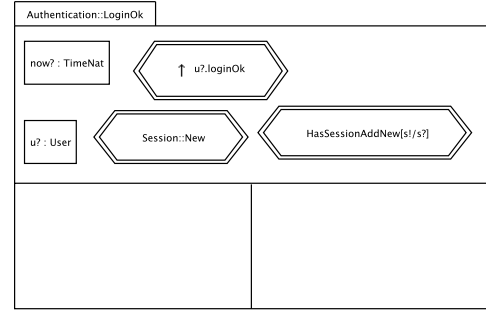 Authentication::LoginOk
now? : TimeNat
↑ u?.loginOk
u? : User
Session::New
HasSessionAddNew[s!/s?]